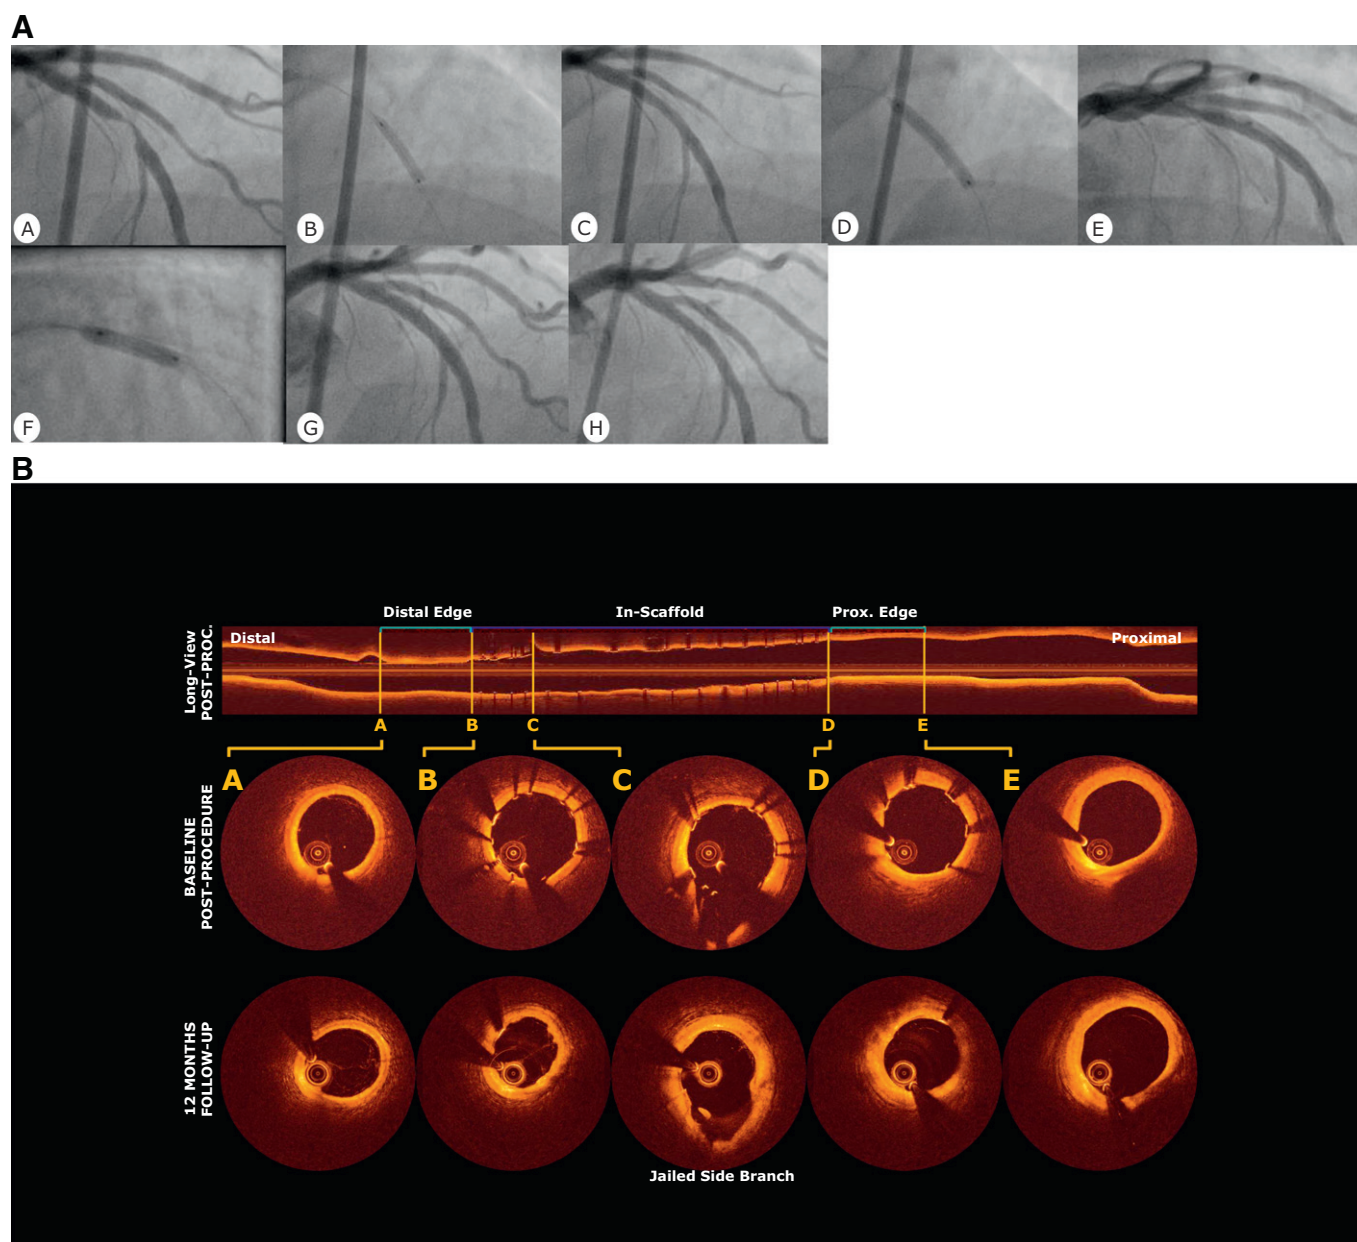 A
A
B
C
D
E
F
G
H
B
Distal Edge
In-Scaffold
Prox. Edge
Long-View
POST-PROC.
Distal
Proximal
A
B
C
D
E
BASELINE
POST-PROCEDURE
A
B
C
D
E
12 MONTHS
FOLLOW-UP
Jailed Side Branch